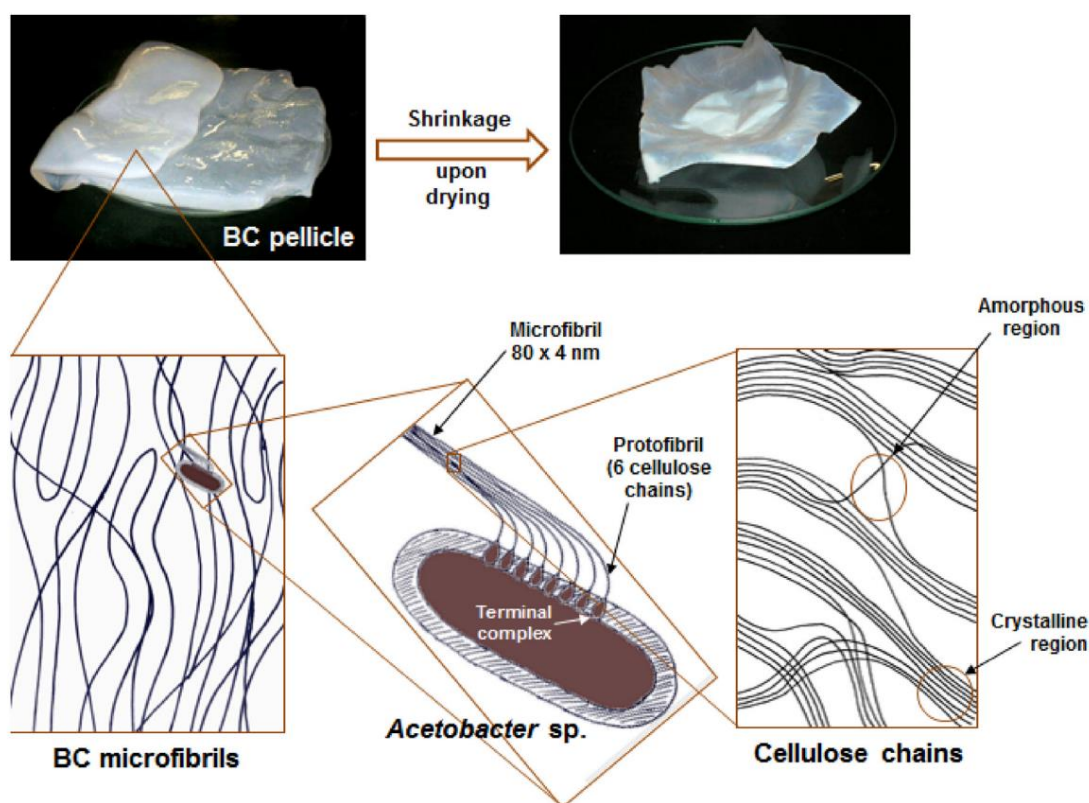 BC pellicle
Shrinkage
upon
drying
Microfibril
80 x 4 nm
Protofibril
(6 cellulose
chains)
Terminal
complex
Acetobacter sp.
BC microfibrils
Amorphous
region
Crystalline
region
Cellulose chains